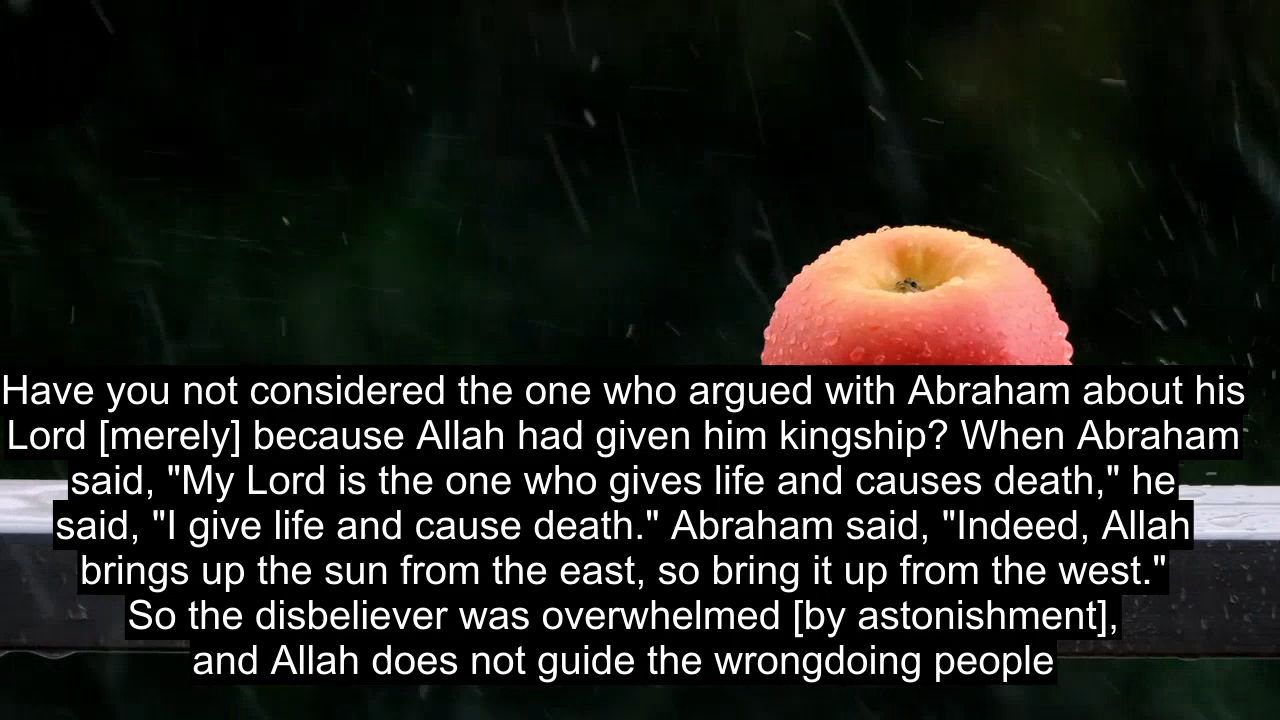 Have you not considered the one who argued with Abraham about his
Lord [merely] because Allah had given him kingship? When Abraham
said, "My Lord is the one who gives life and causes death," he
said, "I give life and cause death." Abraham said, "Indeed, Allah
brings up the sun from the east, so bring it up from the west."
So the disbeliever was overwhelmed [by astonishment],
and Allah does not guide the wrongdoing people